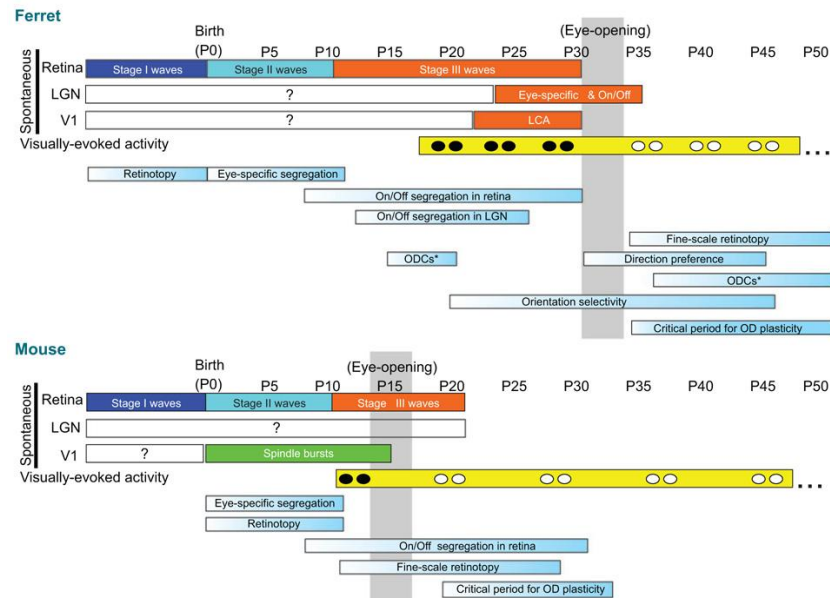 Ferret
Birth
(P0) P5 P10 P15 P20 P25 P30 P35 P40 P45 P50
(Eye-opening)
Spontaneous
Retina Stage I waves Stage II waves Stage III waves
LGN ? Eye-specific & On/Off
V1 ? LCA
Visually-evoked activity ...
Retinotopy Eye-specific segregation
On/Off segregation in retina
On/Off segregation in LGN
Fine-scale retinotopy
ODCs* Direction preference
ODCs*
Orientation selectivity
Critical period for OD plasticity
Mouse
Birth
(P0) P5 P10 P15 P20 P25 P30 P35 P40 P45 P50
(Eye-opening)
Spontaneous
Retina Stage I waves Stage II waves Stage III waves
LGN ?
V1 ? Spindle bursts
Visually-evoked activity ...
Eye-specific segregation
Retinotopy
On/Off segregation in retina
Fine-scale retinotopy
Critical period for OD plasticity